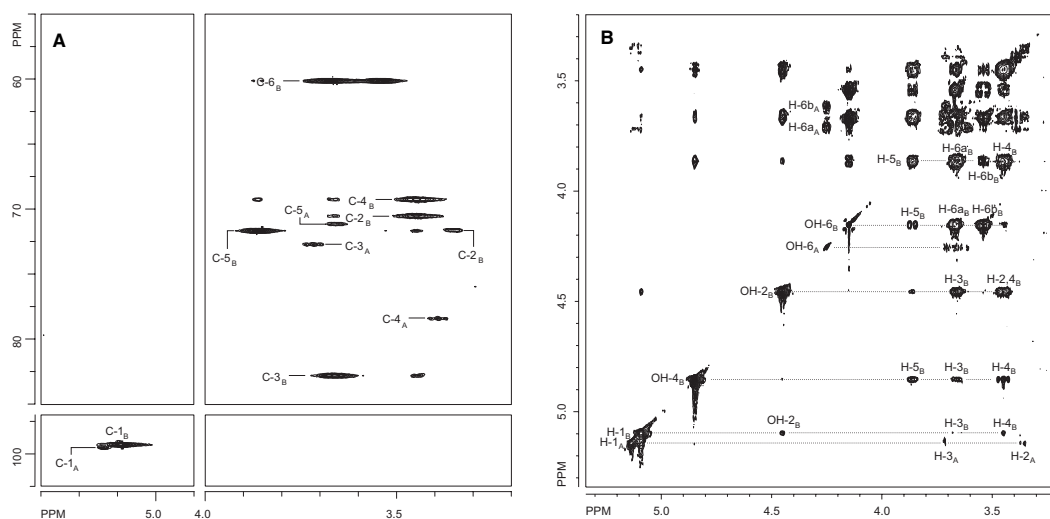 A
PPM
60
70
80
100
C-6B
C-4B
C-5A
C-2B
C-3A
C-5B
C-2B
C-4A
C-3B
C-1B
C-1A
PPM
5.0
4.0
3.5
B
3.5
4.0
4.5
5.0
PPM
H-6bA
H-6aA
H-5B
H-6aB
H-4B
H-6bB
OH-6B
H-5B
H-6aB
H-6bB
OH-6A
OH-2B
H-3B
H-2,4B
OH-4B
H-5B
H-3B
H-4B
H-1B
OH-2B
H-3B
H-4B
H-1A
H-3A
H-2A
PPM
5.0
4.5
4.0
3.5